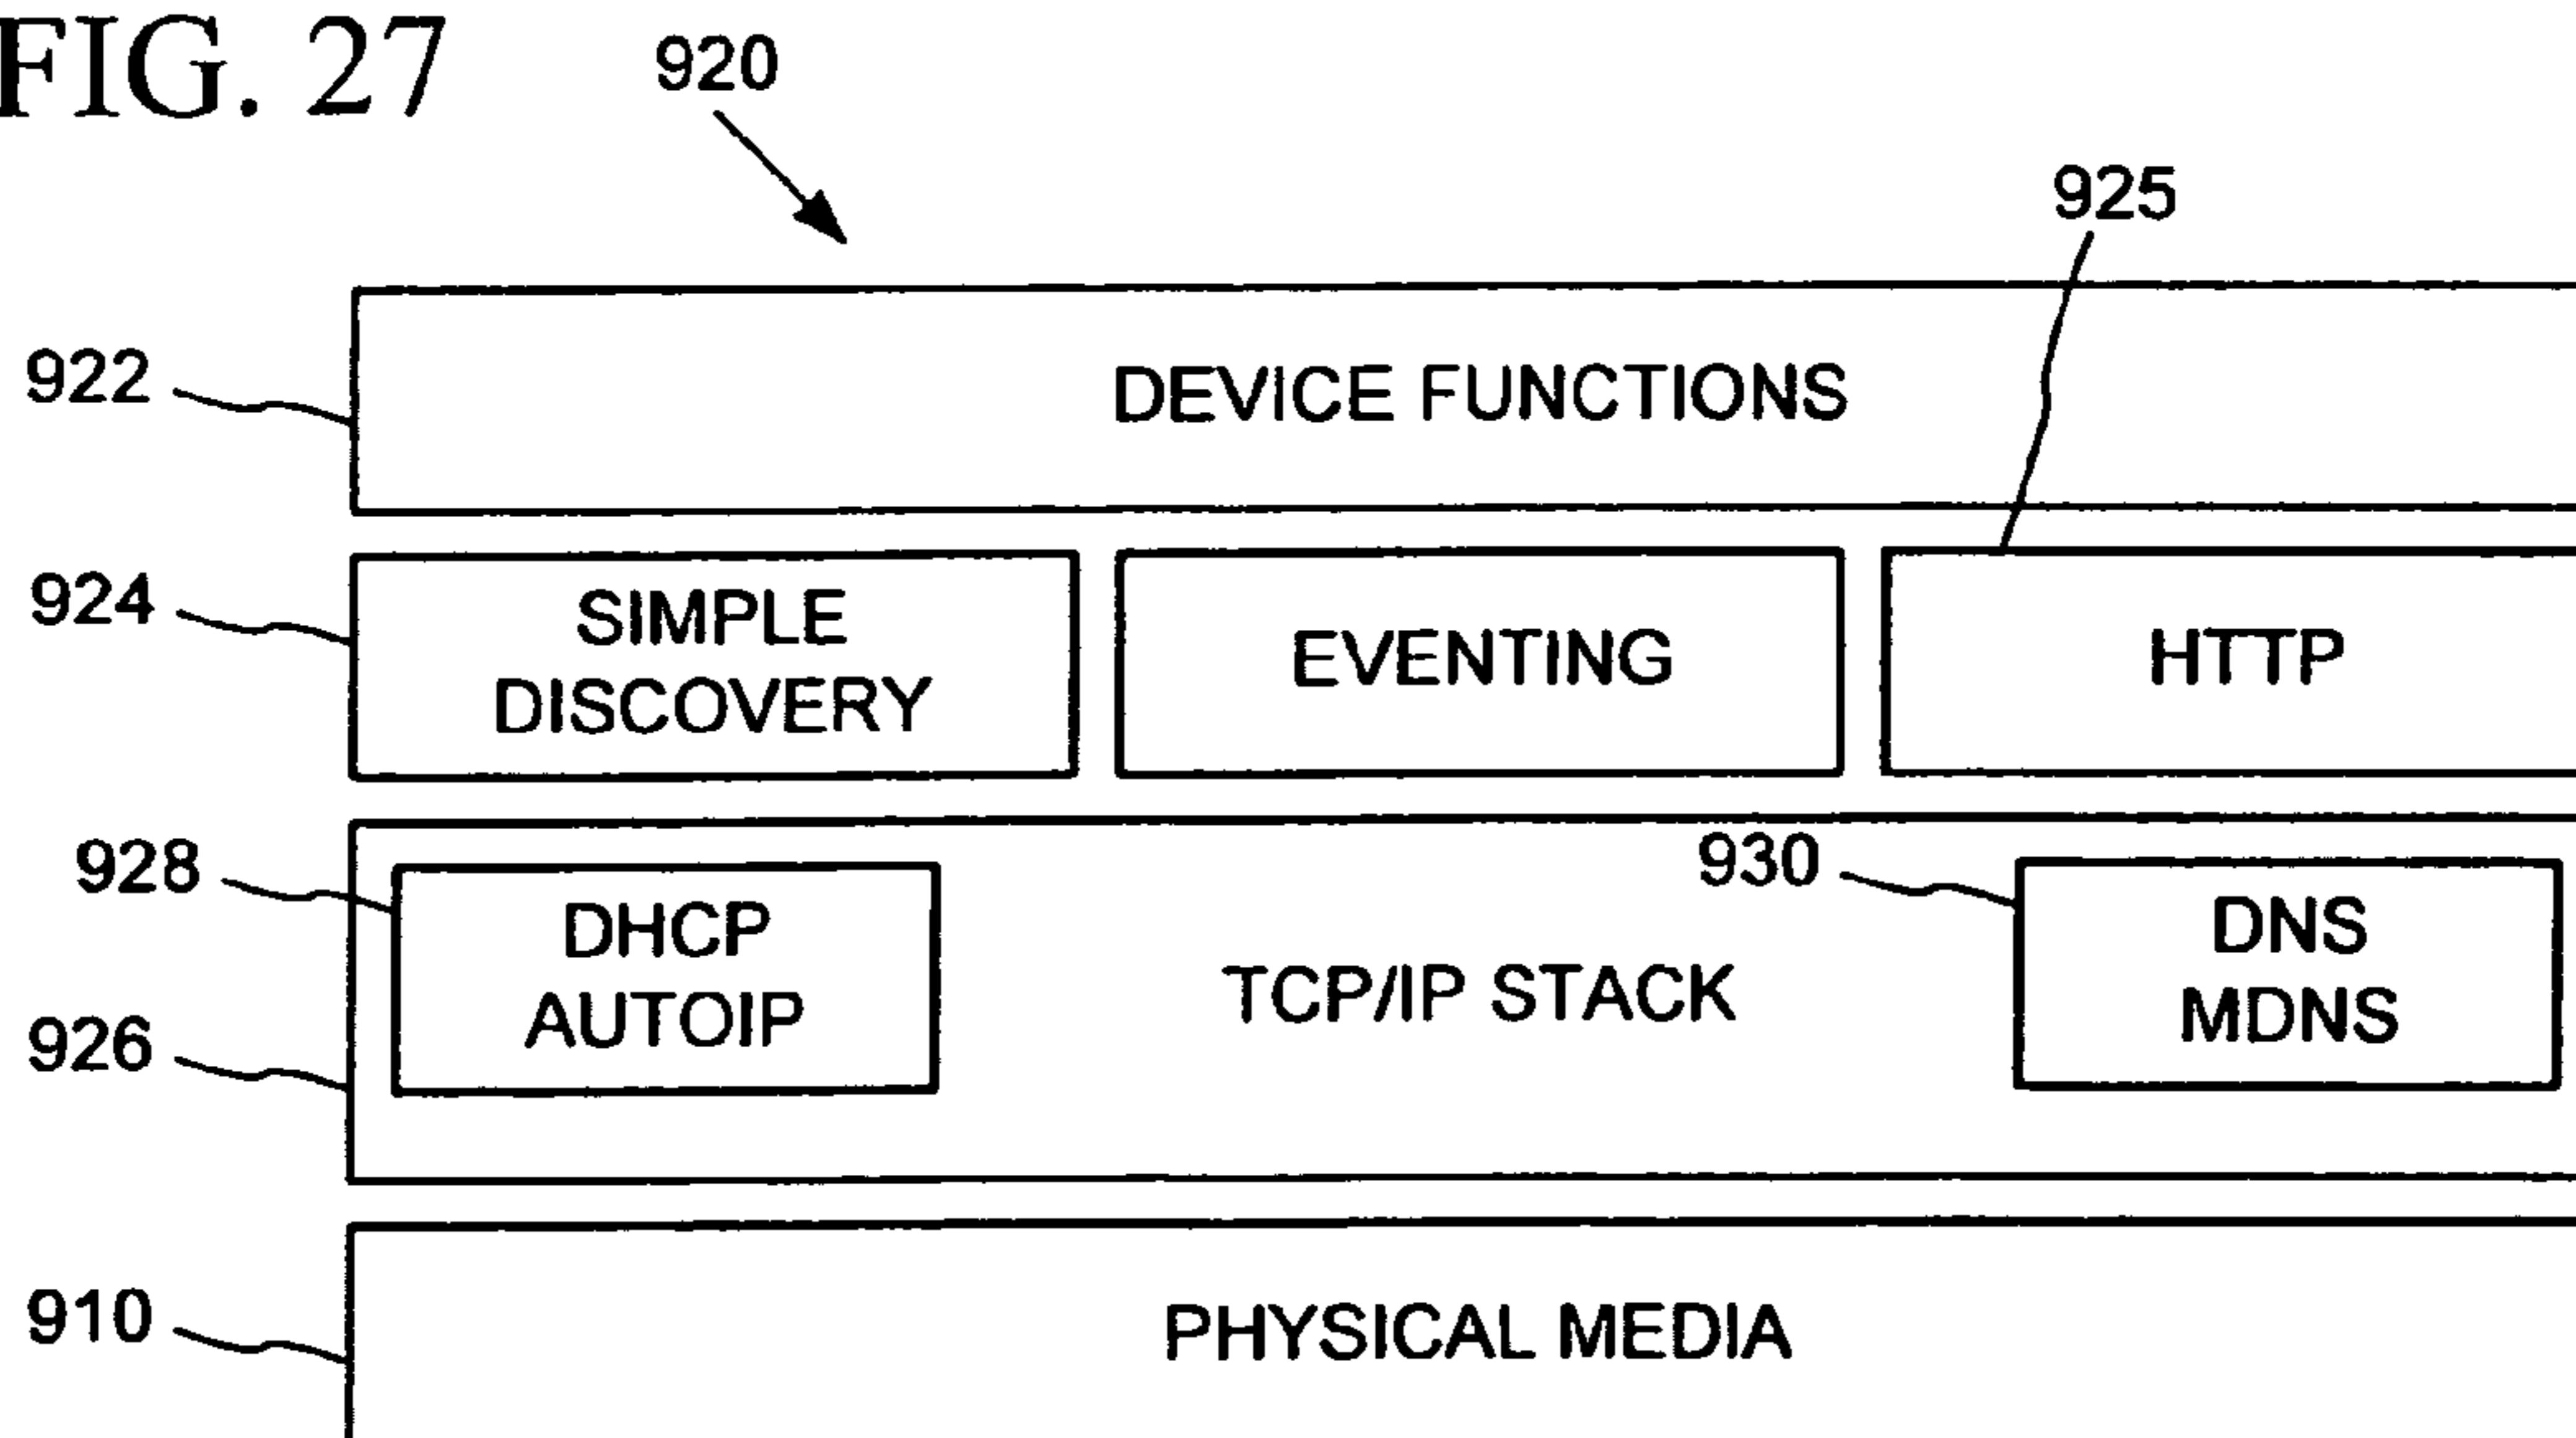 FIG. 27
920
925
922
DEVICE FUNCTIONS
924
SIMPLE
DISCOVERY
EVENTING
HTTP
928
DHCP
AUTOIP
930
DNS
MDNS
TCP/IP STACK
926
910
PHYSICAL MEDIA